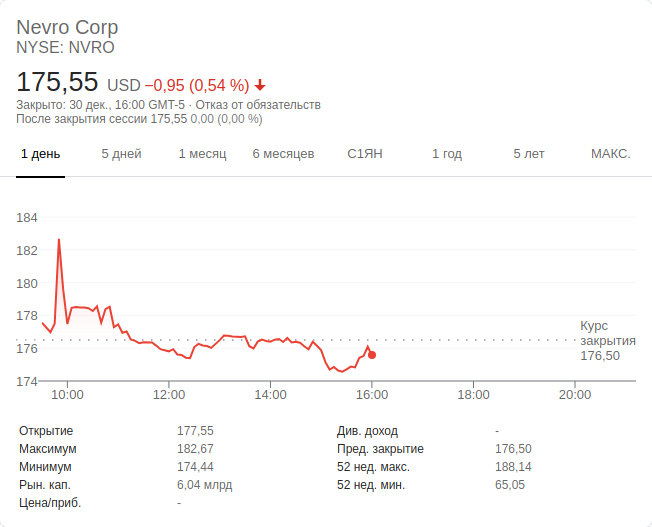 Nevro Corp
NYSE: NVRO
175,55 USD −0,95 (0,54 %)
Закрыто: 30 дек., 16:00 GMT-5 · Отказ от обязательств
После закрытия сессии 175,55 0,00 (0,00 %)
1 день 5 дней 1 месяц 6 месяцев С1ЯН 1 год 5 лет МАКС.
184
182
180
178
176
174
Курс
закрытия
176,50
10:00 12:00 14:00 16:00 18:00 20:00
Открытие 177,55 Див. доход -
Максимум 182,67 Пред. закрытие 176,50
Минимум 174,44 52 нед. макс. 188,14
Рын. кап. 6,04 млрд 52 нед. мин. 65,05
Цена/приб. -